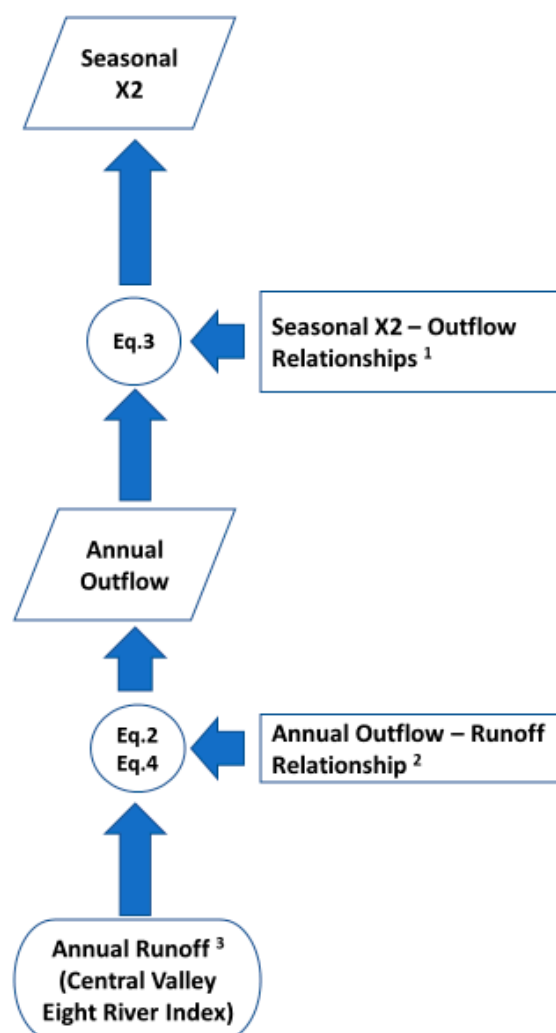 Seasonal
X2
Eq.3
Seasonal X2 – Outflow
Relationships ¹
Annual
Outflow
Eq.2
Eq.4
Annual Outflow – Runoff
Relationship ²
Annual Runoff ³
(Central Valley
Eight River Index)